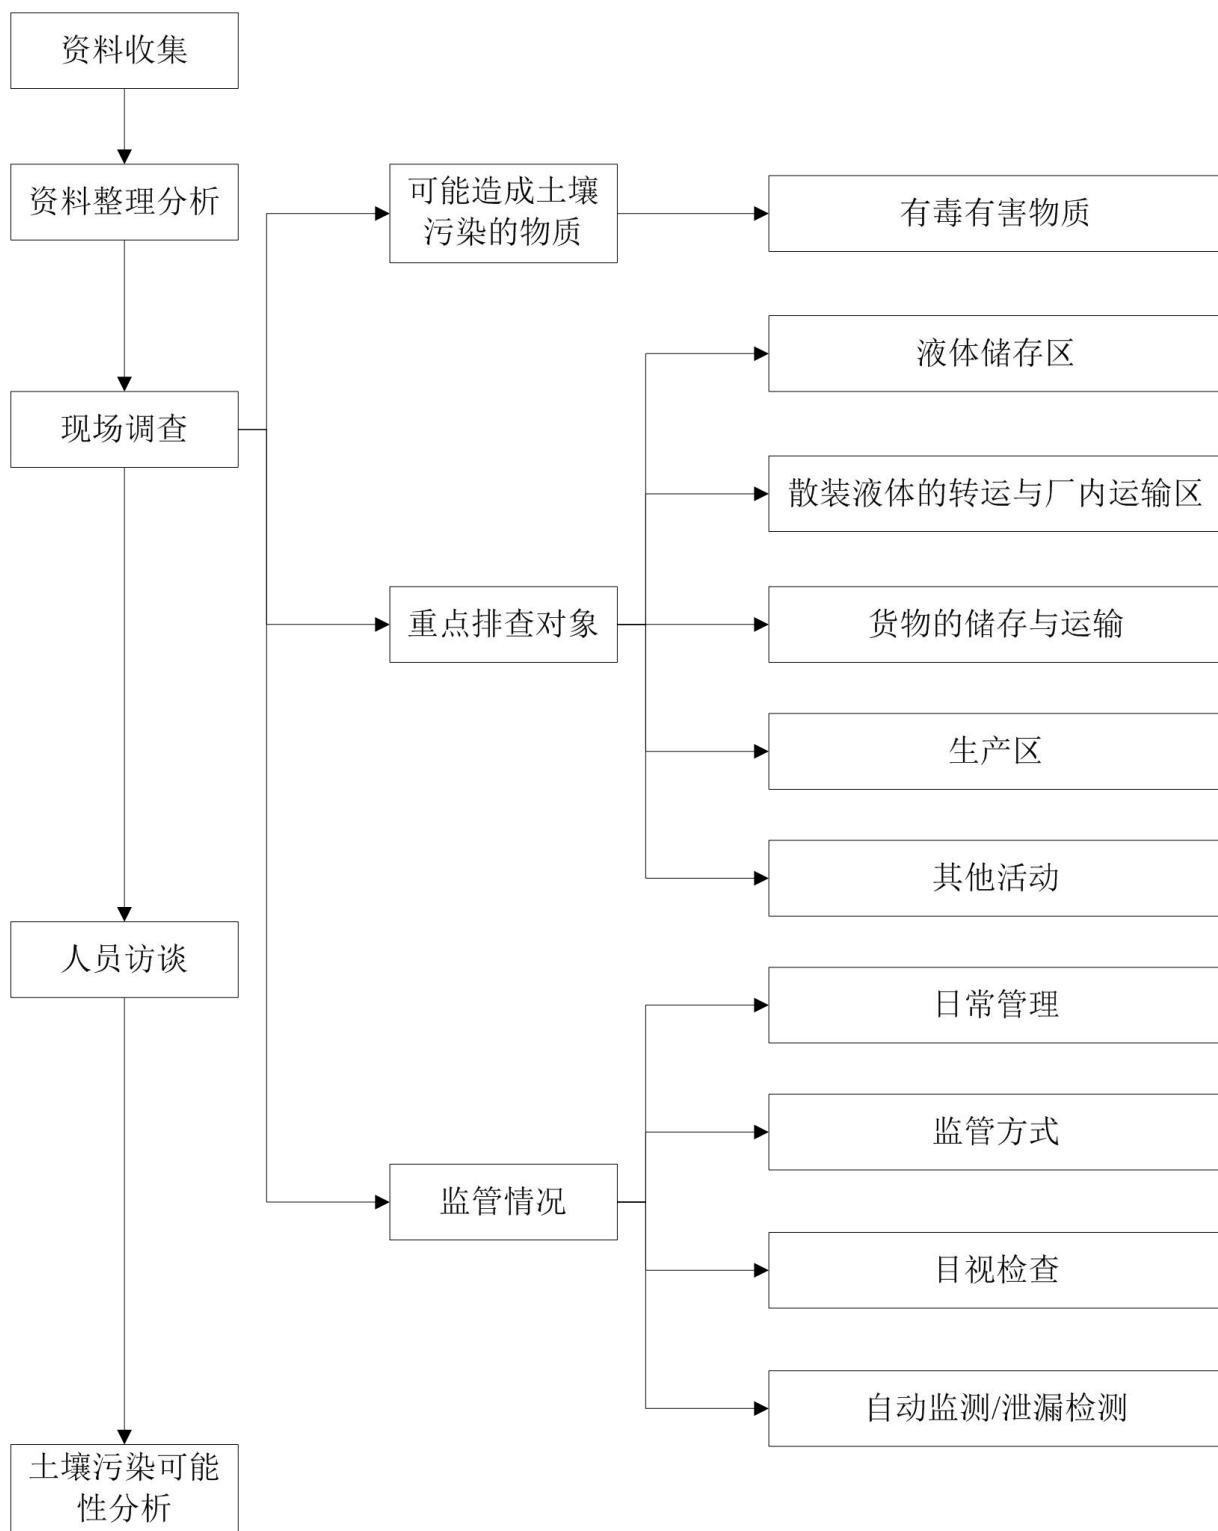 资料收集
资料整理分析
可能造成土壤
污染的物质
有毒有害物质
液体储存区
现场调查
散装液体的转运与厂内运输区
重点排查对象
货物的储存与运输
生产区
其他活动
人员访谈
日常管理
监管方式
监管情况
目视检查
自动监测/泄漏检测
土壤污染可能
性分析